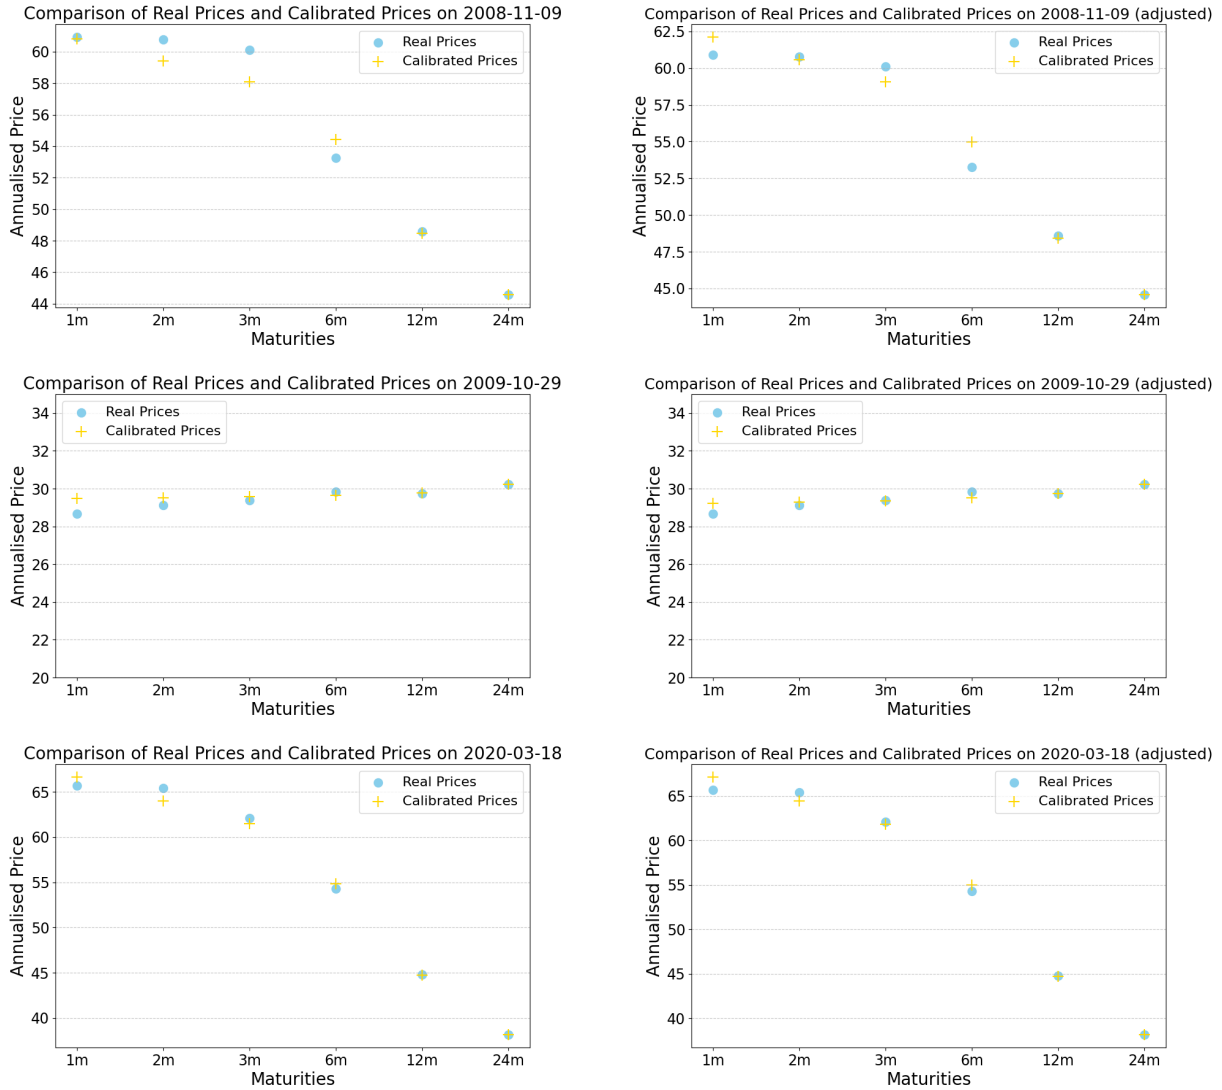 Comparison of Real Prices and Calibrated Prices on 2008-11-09
Real Prices
Calibrated Prices
60
58
56
54
52
50
48
46
44
Annualised Price
1m 2m 3m 6m 12m 24m
Maturities
Comparison of Real Prices and Calibrated Prices on 2008-11-09 (adjusted)
Real Prices
Calibrated Prices
62.5
60.0
57.5
55.0
52.5
50.0
47.5
45.0
Annualised Price
1m 2m 3m 6m 12m 24m
Maturities
Comparison of Real Prices and Calibrated Prices on 2009-10-29
Real Prices
Calibrated Prices
34
32
30
28
26
24
22
20
Annualised Price
1m 2m 3m 6m 12m 24m
Maturities
Comparison of Real Prices and Calibrated Prices on 2009-10-29 (adjusted)
Real Prices
Calibrated Prices
34
32
30
28
26
24
22
20
Annualised Price
1m 2m 3m 6m 12m 24m
Maturities
Comparison of Real Prices and Calibrated Prices on 2020-03-18
Real Prices
Calibrated Prices
65
60
55
50
45
40
Annualised Price
1m 2m 3m 6m 12m 24m
Maturities
Comparison of Real Prices and Calibrated Prices on 2020-03-18 (adjusted)
Real Prices
Calibrated Prices
65
60
55
50
45
40
Annualised Price
1m 2m 3m 6m 12m 24m
Maturities